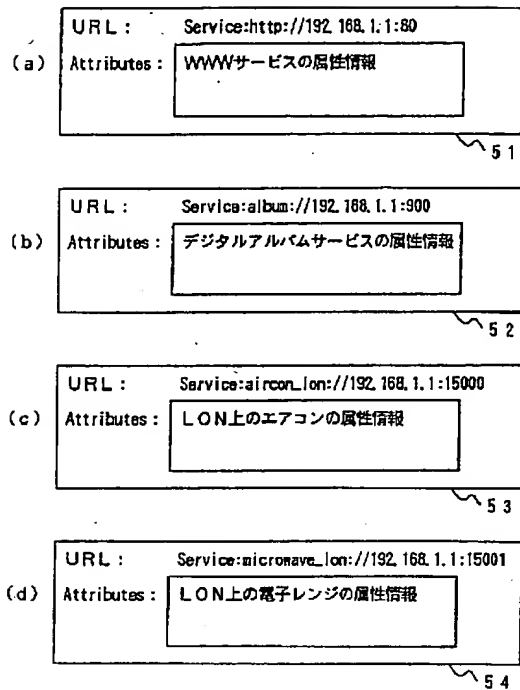 URL： Service:http://192.168.1.1:80
(a) Attributes： WWWサービスの属性情報
51
URL： Service:album://192.168.1.1:900
(b) Attributes： デジタルアルバムサービスの属性情報
52
URL： Service:aircon_lon://192.168.1.1:15000
(c) Attributes： LON上のエアコンの属性情報
53
URL： Service:microwave_lon://192.168.1.1:15001
(d) Attributes： LON上の電子レンジの属性情報
54